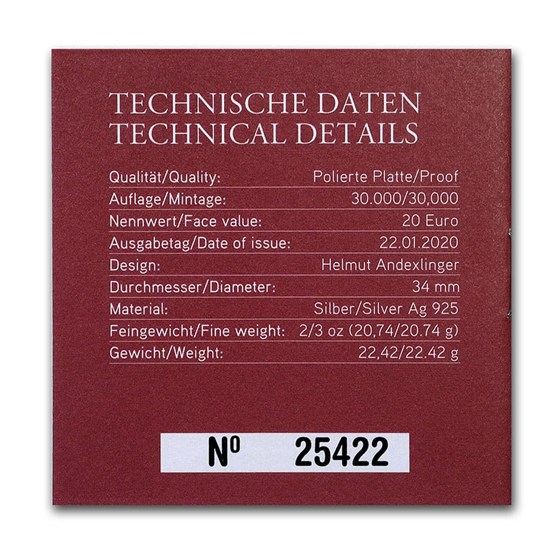 TECHNISCHE DATEN
TECHNICAL DETAILS
Qualität/Quality: Polierte Platte/Proof
Auflage/Mintage: 30.000/30,000
Nennwert/Face value: 20 Euro
Ausgabetag/Date of issue: 22.01.2020
Design: Helmut Andexlinger
Durchmesser/Diameter: 34 mm
Material: Silber/Silver Ag 925
Feingewicht/Fine weight: 2/3 oz (20,74/20.74 g)
Gewicht/Weight: 22,42/22.42 g
Nº 25422